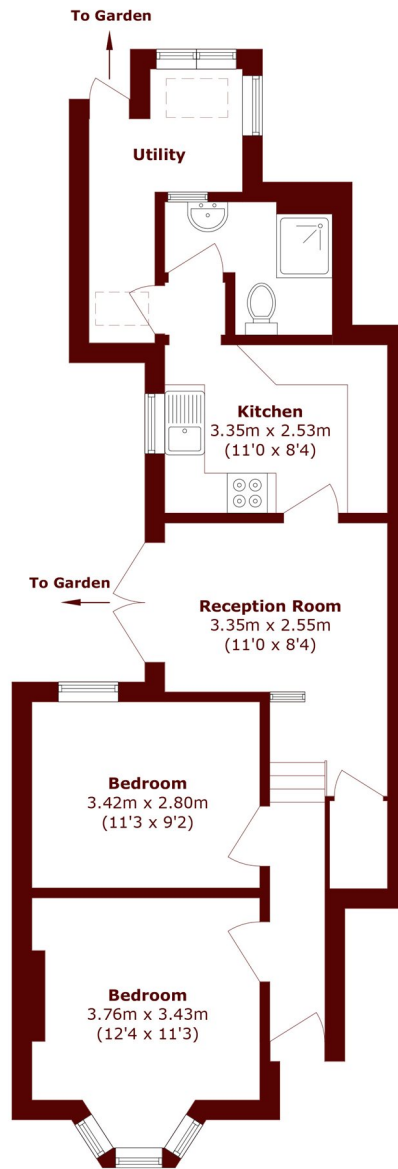 To Garden
Utility
Kitchen
3.35m x 2.53m
(11'0 x 8'4)
To Garden
Reception Room
3.35m x 2.55m
(11'0 x 8'4)
Bedroom
3.42m x 2.80m
(11'3 x 9'2)
Bedroom
3.76m x 3.43m
(12'4 x 11'3)